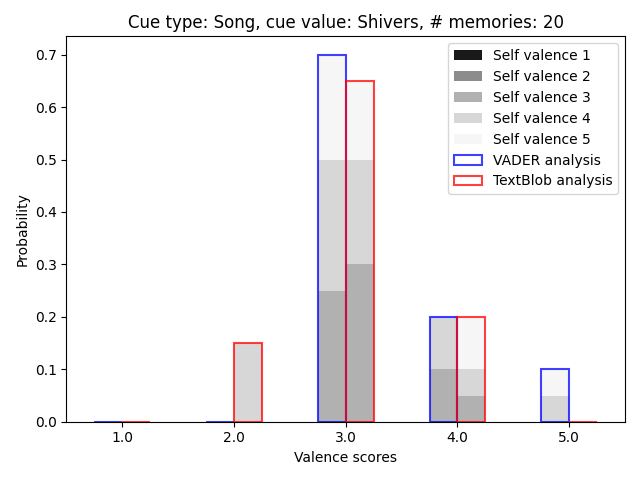 Cue type: Song, cue value: Shivers, # memories: 20
Probability
0.7
0.6
0.5
0.4
0.3
0.2
0.1
0.0
Self valence 1
Self valence 2
Self valence 3
Self valence 4
Self valence 5
VADER analysis
TextBlob analysis
1.0 2.0 3.0 4.0 5.0
Valence scores